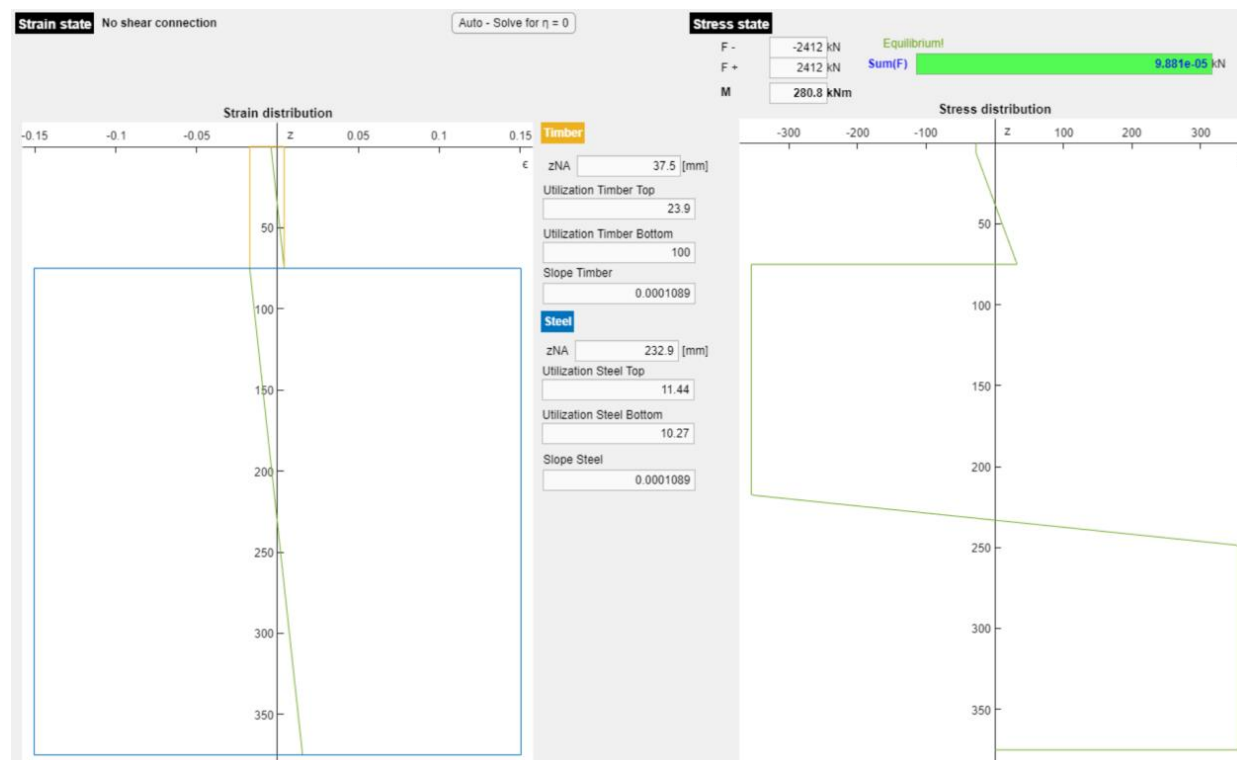 Strain state No shear connection
Auto - Solve for η = 0
Strain distribution
-0.15 -0.1 -0.05 z 0.05 0.1 0.15
ϵ
50
100
150
200
250
300
350
Timber
zNA 37.5 [mm]
Utilization Timber Top
23.9
Utilization Timber Bottom
100
Slope Timber
0.0001089
Steel
zNA 232.9 [mm]
Utilization Steel Top
11.44
Utilization Steel Bottom
10.27
Slope Steel
0.0001089
Stress state
F - -2412 kN
F + 2412 kN
M 280.8 kNm
Equilibrium!
Sum(F) 9.881e-05 kN
Stress distribution
-300 -200 -100 z 100 200 300
50
100
150
200
250
300
350